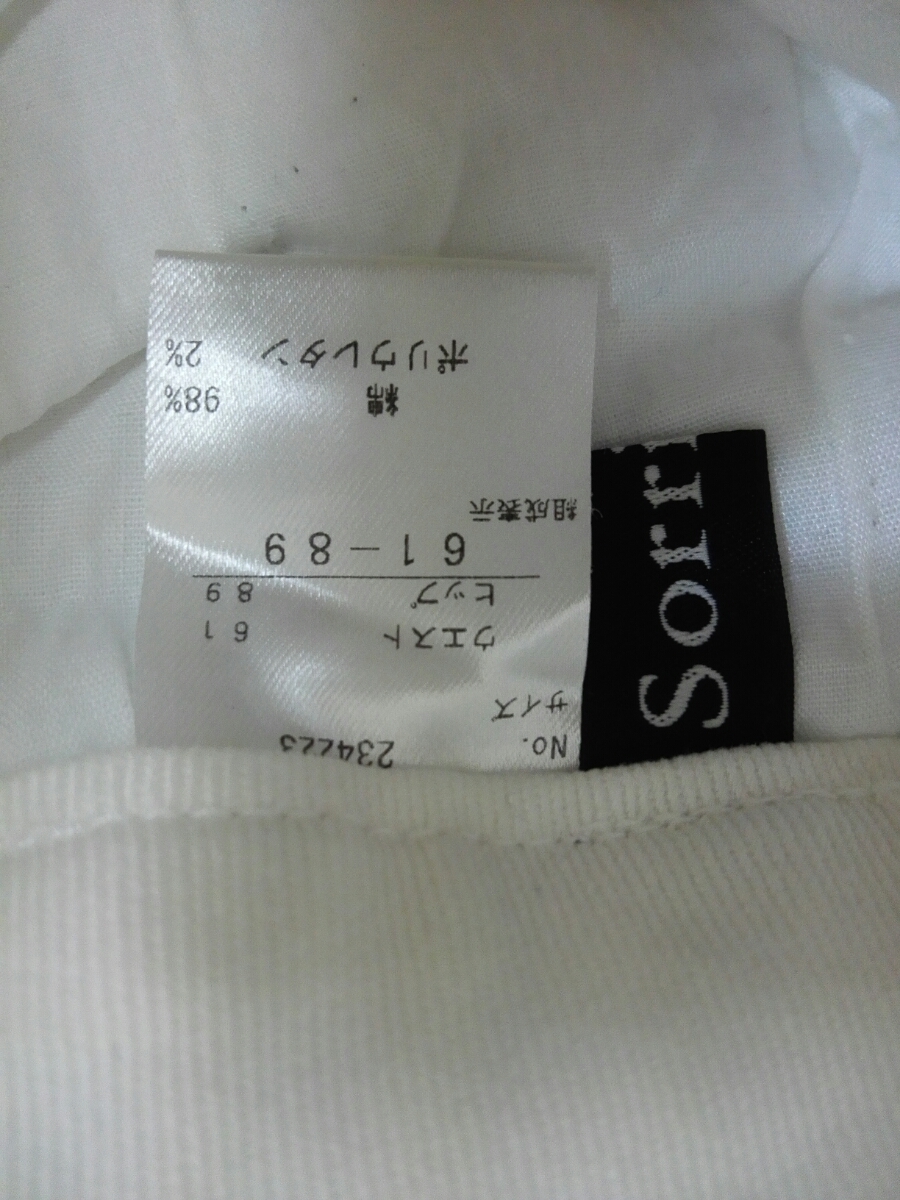 No. 234223
サイズ
ウエスト 61
ヒップ 89
61-89
組成表示
綿 98%
ポリウレタン 2%
Sorri